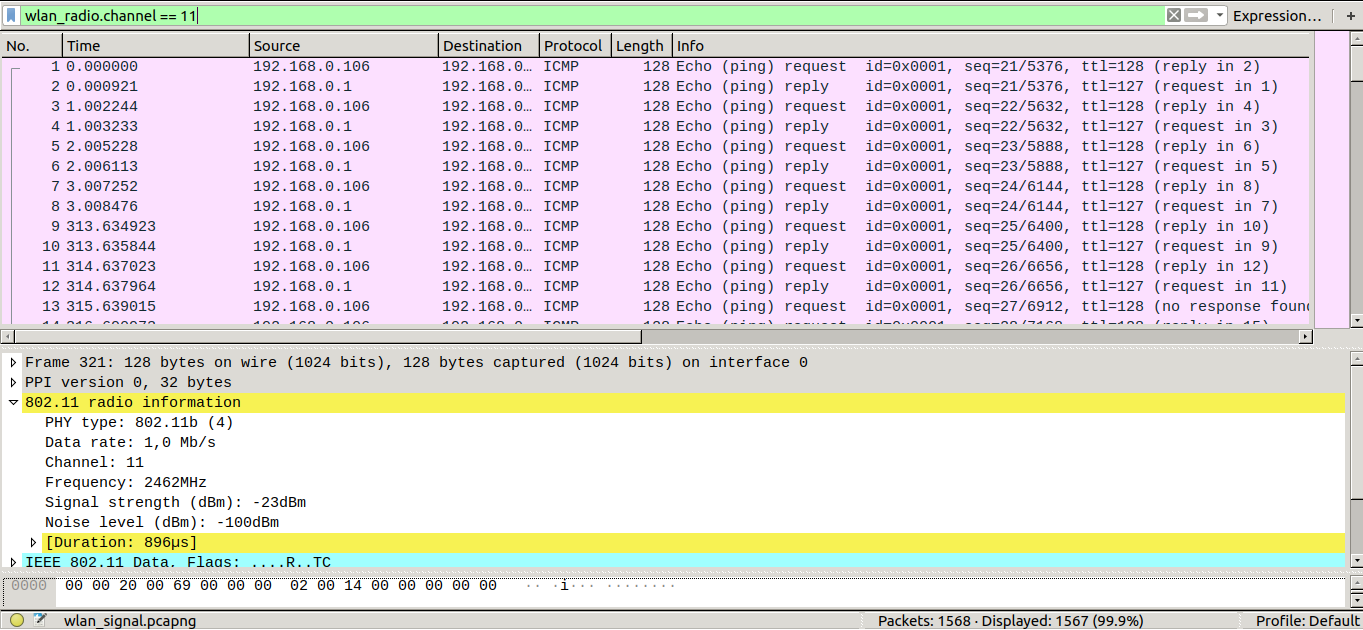 wlan_radio.channel == 11 Expression... +
No. Time Source Destination Protocol Length Info
1 0.000000 192.168.0.106 192.168.0... ICMP 128 Echo (ping) request id=0x0001, seq=21/5376, ttl=128 (reply in 2)
2 0.000921 192.168.0.1 192.168.0... ICMP 128 Echo (ping) reply id=0x0001, seq=21/5376, ttl=127 (request in 1)
3 1.002244 192.168.0.106 192.168.0... ICMP 128 Echo (ping) request id=0x0001, seq=22/5632, ttl=128 (reply in 4)
4 1.003233 192.168.0.1 192.168.0... ICMP 128 Echo (ping) reply id=0x0001, seq=22/5632, ttl=127 (request in 3)
5 2.005228 192.168.0.106 192.168.0... ICMP 128 Echo (ping) request id=0x0001, seq=23/5888, ttl=128 (reply in 6)
6 2.006113 192.168.0.1 192.168.0... ICMP 128 Echo (ping) reply id=0x0001, seq=23/5888, ttl=127 (request in 5)
7 3.007252 192.168.0.106 192.168.0... ICMP 128 Echo (ping) request id=0x0001, seq=24/6144, ttl=128 (reply in 8)
8 3.008476 192.168.0.1 192.168.0... ICMP 128 Echo (ping) reply id=0x0001, seq=24/6144, ttl=127 (request in 7)
9 313.634923 192.168.0.106 192.168.0... ICMP 128 Echo (ping) request id=0x0001, seq=25/6400, ttl=128 (reply in 10)
10 313.635844 192.168.0.1 192.168.0... ICMP 128 Echo (ping) reply id=0x0001, seq=25/6400, ttl=127 (request in 9)
11 314.637023 192.168.0.106 192.168.0... ICMP 128 Echo (ping) request id=0x0001, seq=26/6656, ttl=128 (reply in 12)
12 314.637964 192.168.0.1 192.168.0... ICMP 128 Echo (ping) reply id=0x0001, seq=26/6656, ttl=127 (request in 11)
13 315.639015 192.168.0.106 192.168.0... ICMP 128 Echo (ping) request id=0x0001, seq=27/6912, ttl=128 (no response foun
Frame 321: 128 bytes on wire (1024 bits), 128 bytes captured (1024 bits) on interface 0
PPI version 0, 32 bytes
802.11 radio information
PHY type: 802.11b (4)
Data rate: 1,0 Mb/s
Channel: 11
Frequency: 2462MHz
Signal strength (dBm): -23dBm
Noise level (dBm): -100dBm
[Duration: 896µs]
IEEE 802.11 Data, Flags: ....R..TC
0000 00 00 20 00 69 00 00 00 02 00 14 00 00 00 00 00 ·· ·i··· ········
wlan_signal.pcapng Packets: 1568 · Displayed: 1567 (99.9%) Profile: Default